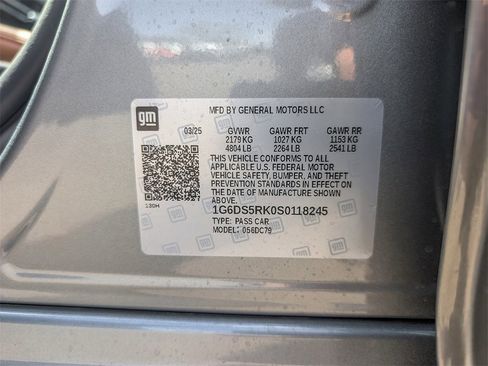 MFD BY GENERAL MOTORS LLC
gm
03/25 GVWR GAWR FRT GAWR RR
2179 KG 1027 KG 1153 KG
4804 LB 2264 LB 2541 LB
THIS VEHICLE CONFORMS TO ALL
APPLICABLE U.S. FEDERAL MOTOR
VEHICLE SAFETY, BUMPER, AND THEFT
PREVENTION STANDARDS IN EFFECT ON
THE DATE OF MANUFACTURE SHOWN
ABOVE.
130H
1G6DS5RK0S0118245
TYPE: PASS CAR
MODEL: 056DC79